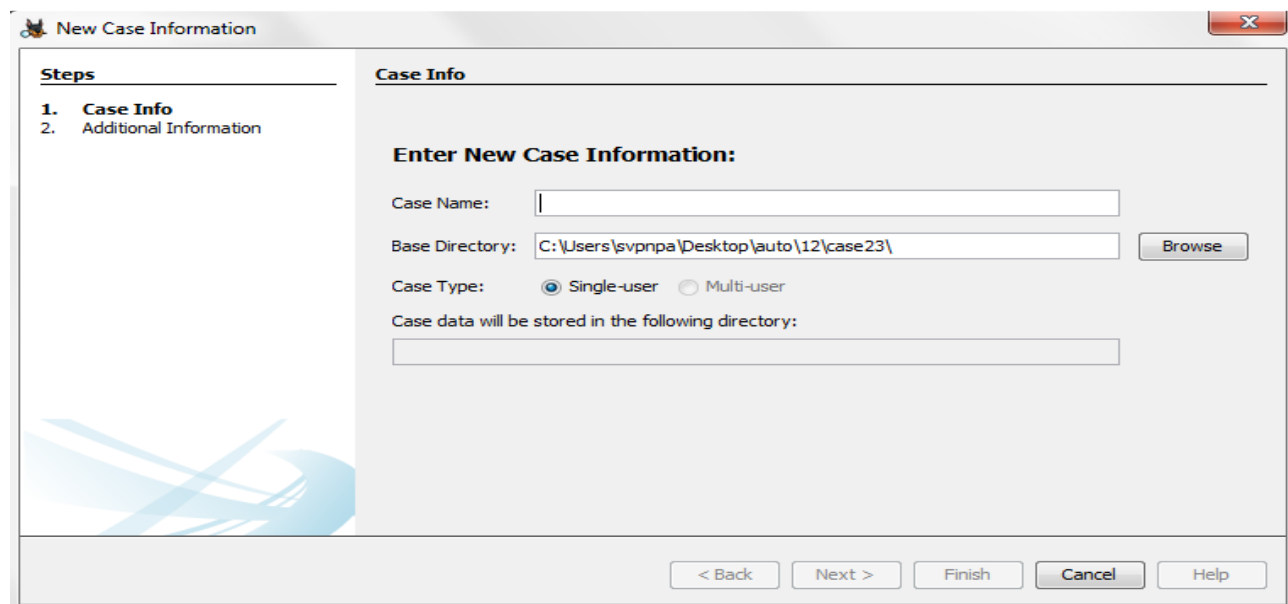 New Case Information
Steps
1. Case Info
2. Additional Information
Case Info
Enter New Case Information:
Case Name:
Base Directory: C:\Users\svpnpa\Desktop\auto\12\case23\ Browse
Case Type: Single-user Multi-user
Case data will be stored in the following directory:
< Back Next > Finish Cancel Help